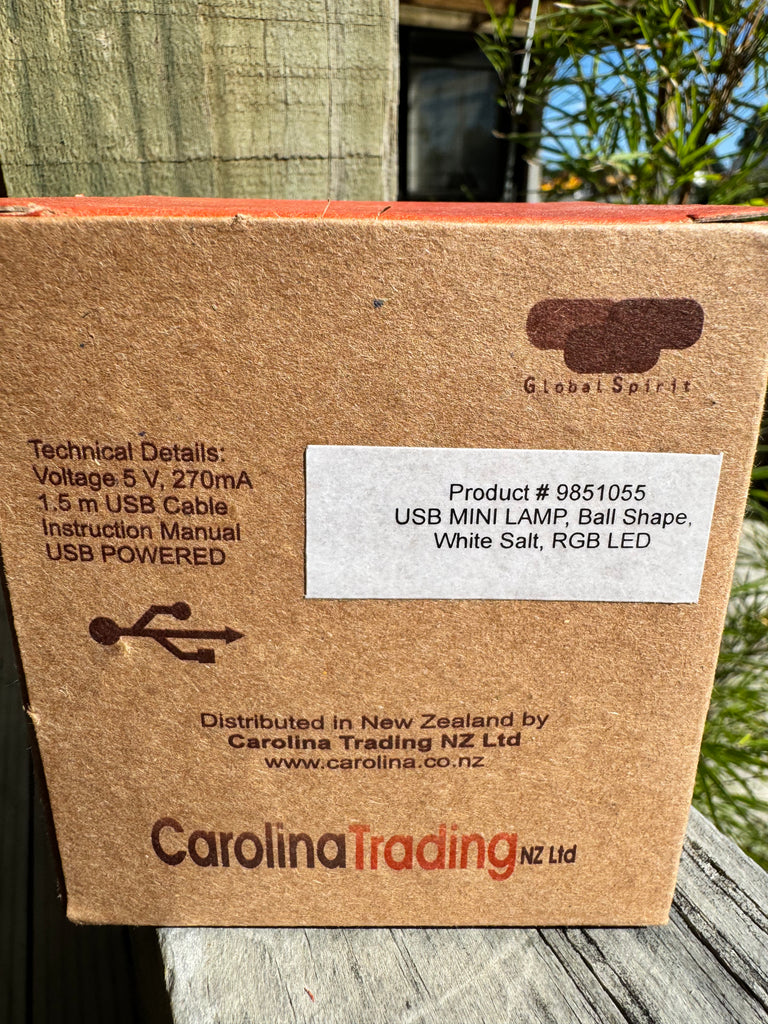 Global Spirit
Technical Details:
Voltage 5 V, 270mA
1.5 m USB Cable
Instruction Manual
USB POWERED
Product # 9851055
USB MINI LAMP, Ball Shape,
White Salt, RGB LED
Distributed in New Zealand by
Carolina Trading NZ Ltd
www.carolina.co.nz
CarolinaTrading NZ Ltd